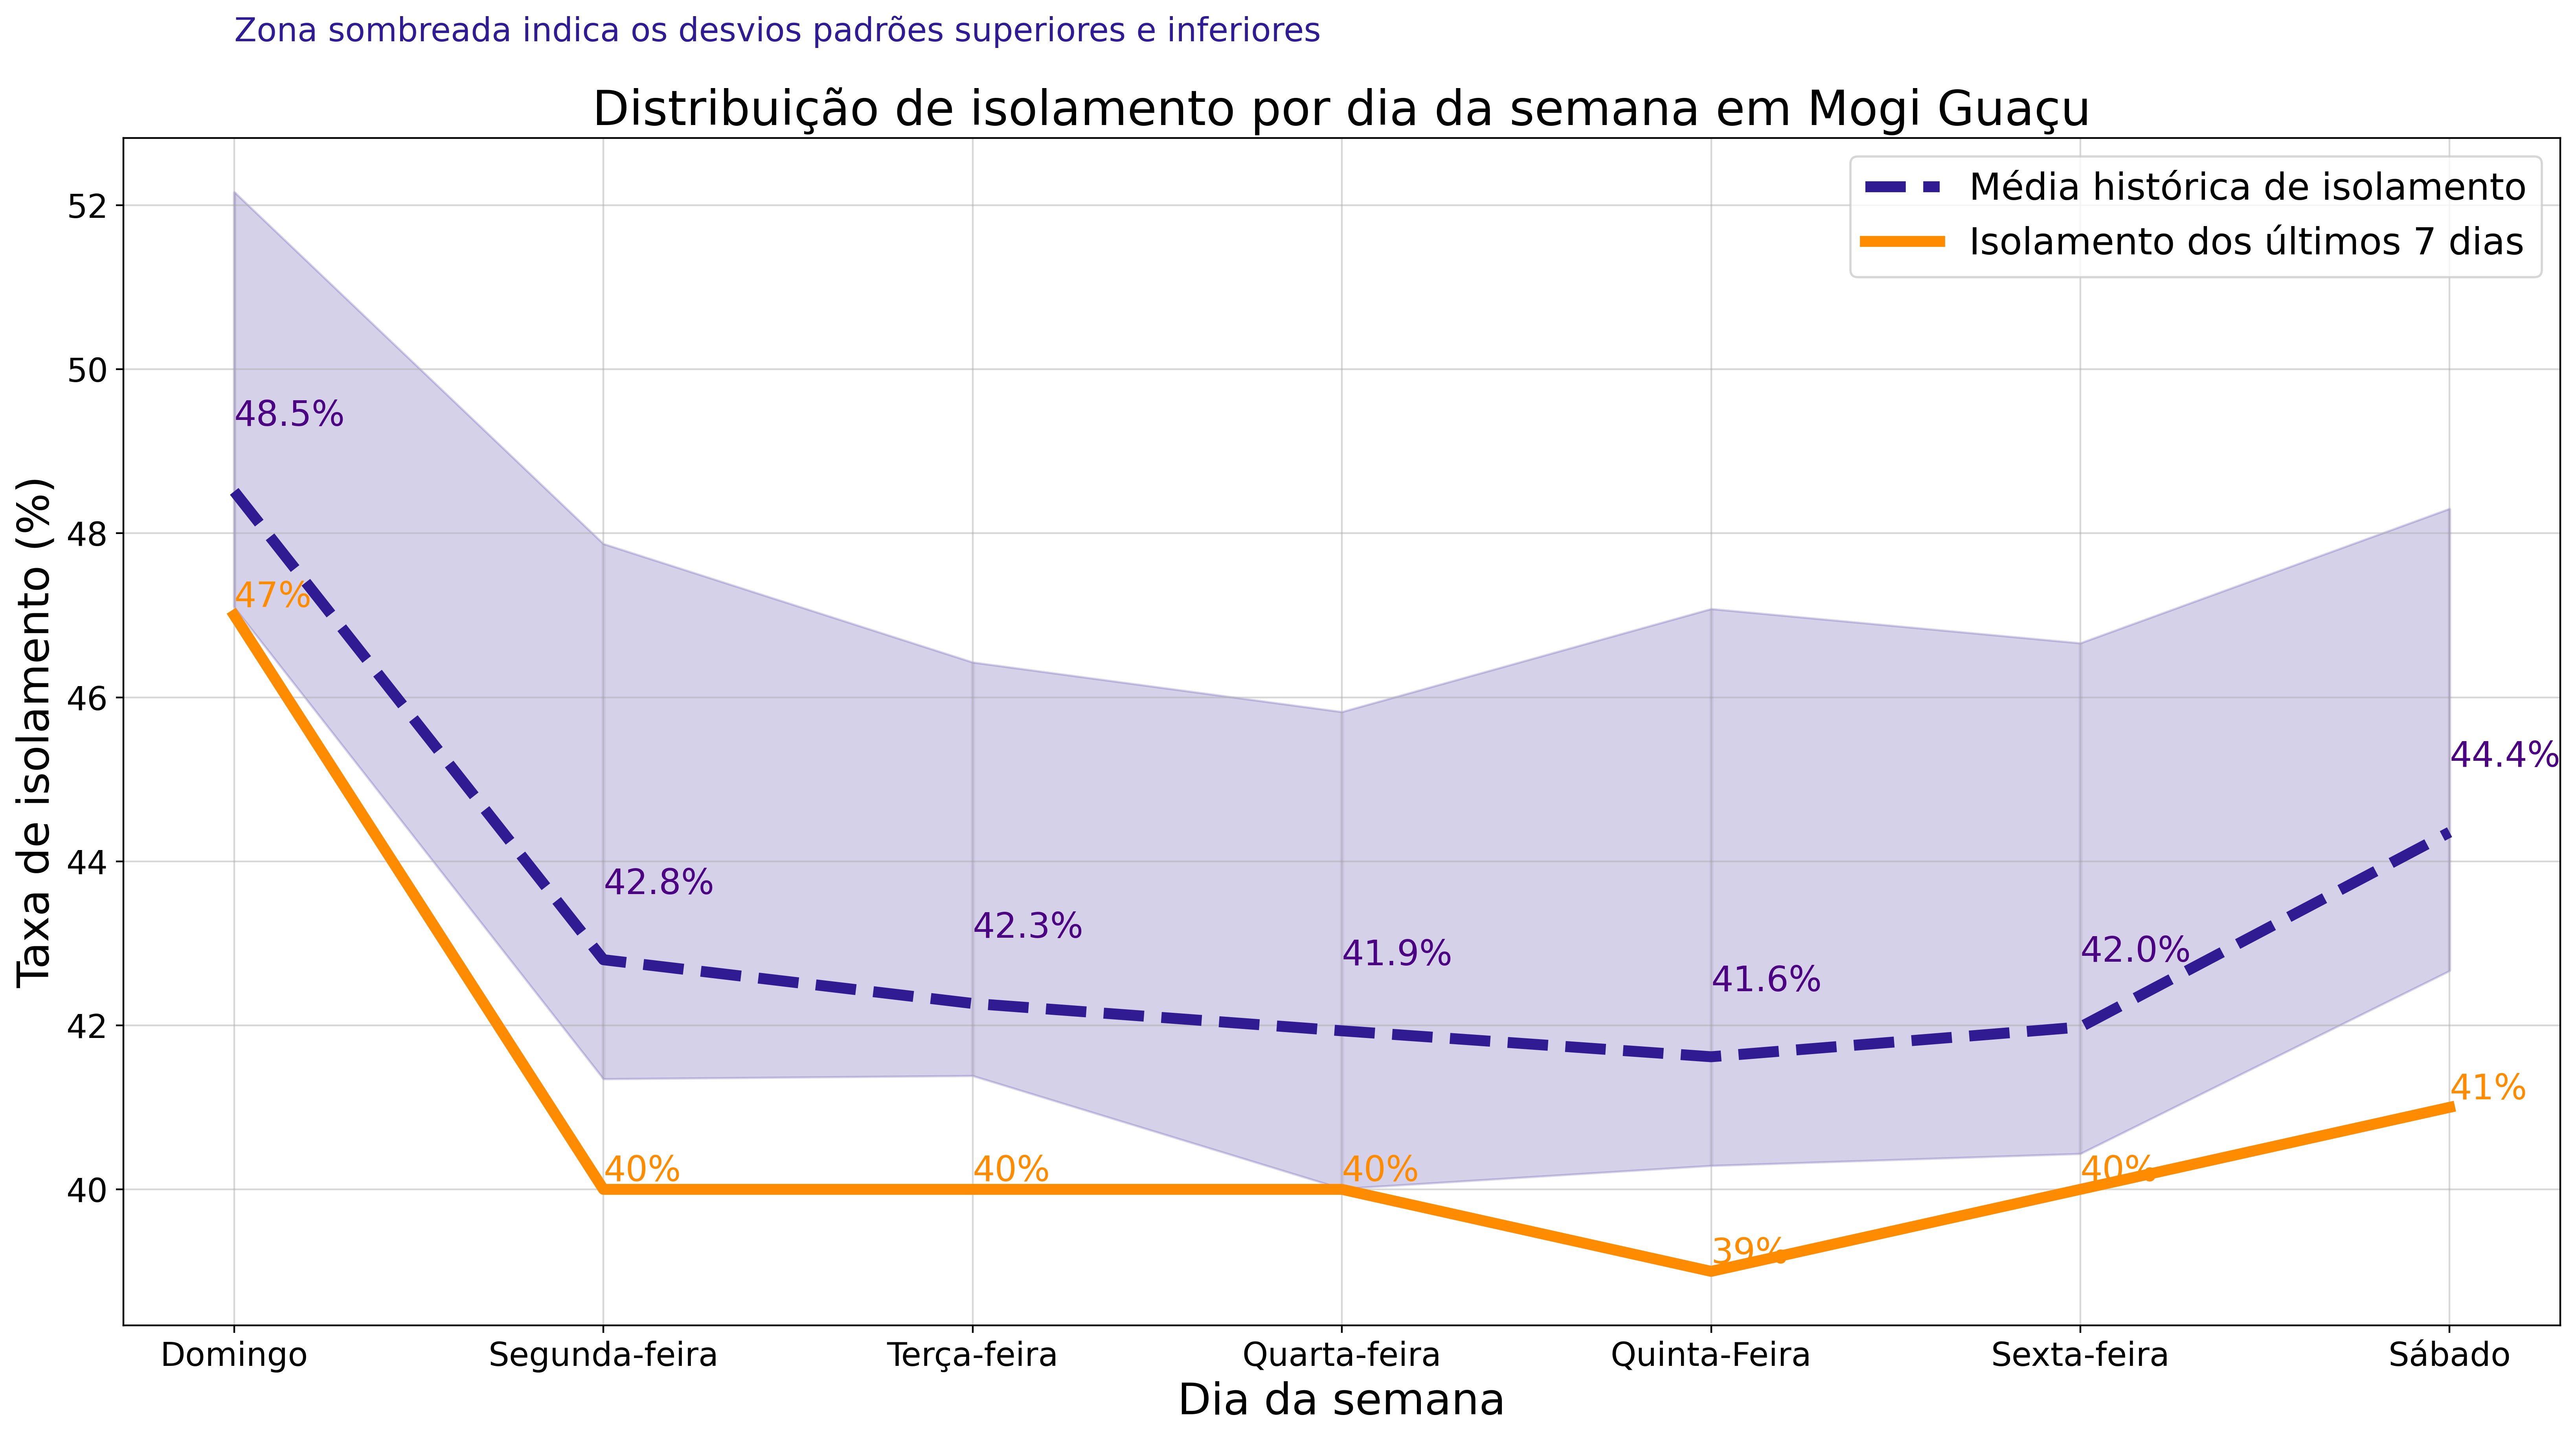 Zona sombreada indica os desvios padrões superiores e inferiores
Distribuição de isolamento por dia da semana em Mogi Guaçu
Média histórica de isolamento
Isolamento dos últimos 7 dias
Taxa de isolamento (%)
52
50
48
46
44
42
40
48.5%
42.8%
42.3%
41.9%
41.6%
42.0%
44.4%
47%
40%
40%
40%
39%
40%
41%
Domingo
Segunda-feira
Terça-feira
Quarta-feira
Quinta-Feira
Sexta-feira
Sábado
Dia da semana